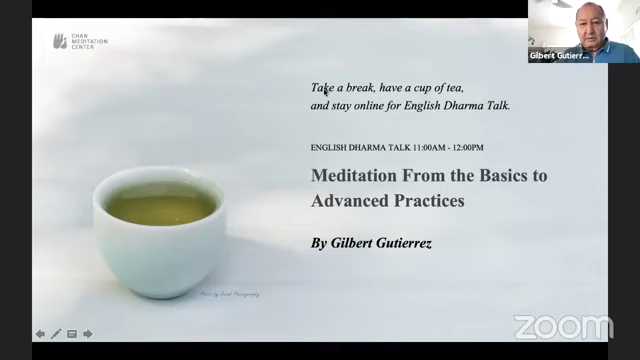 CHAN
MEDITATION
CENTER
Gilbert Gutierr...
Take a break, have a cup of tea,
and stay online for English Dharma Talk.
ENGLISH DHARMA TALK 11:00AM - 12:00PM
Meditation From the Basics to
Advanced Practices
By Gilbert Gutierrez
zoom